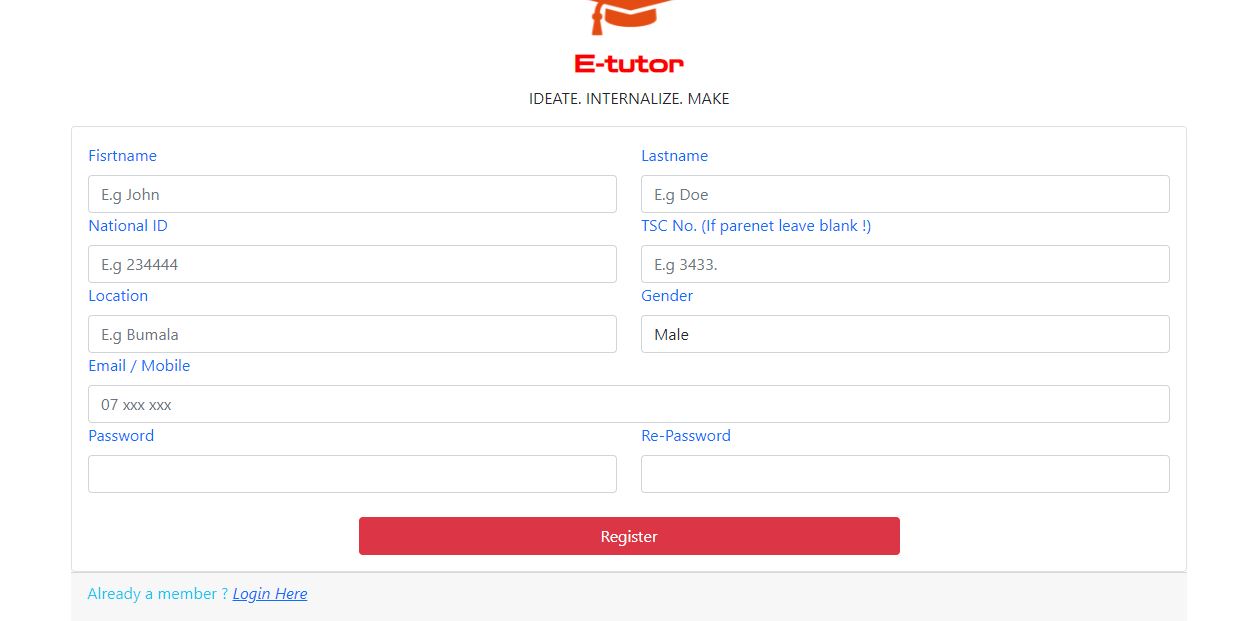 E-tutor
IDEATE. INTERNALIZE. MAKE
Fisrtname Lastname
E.g John E.g Doe
National ID TSC No. (If parenet leave blank !)
E.g 234444 E.g 3433.
Location Gender
E.g Bumala Male
Email / Mobile
07 xxx xxx
Password Re-Password
Register
Already a member ? Login Here